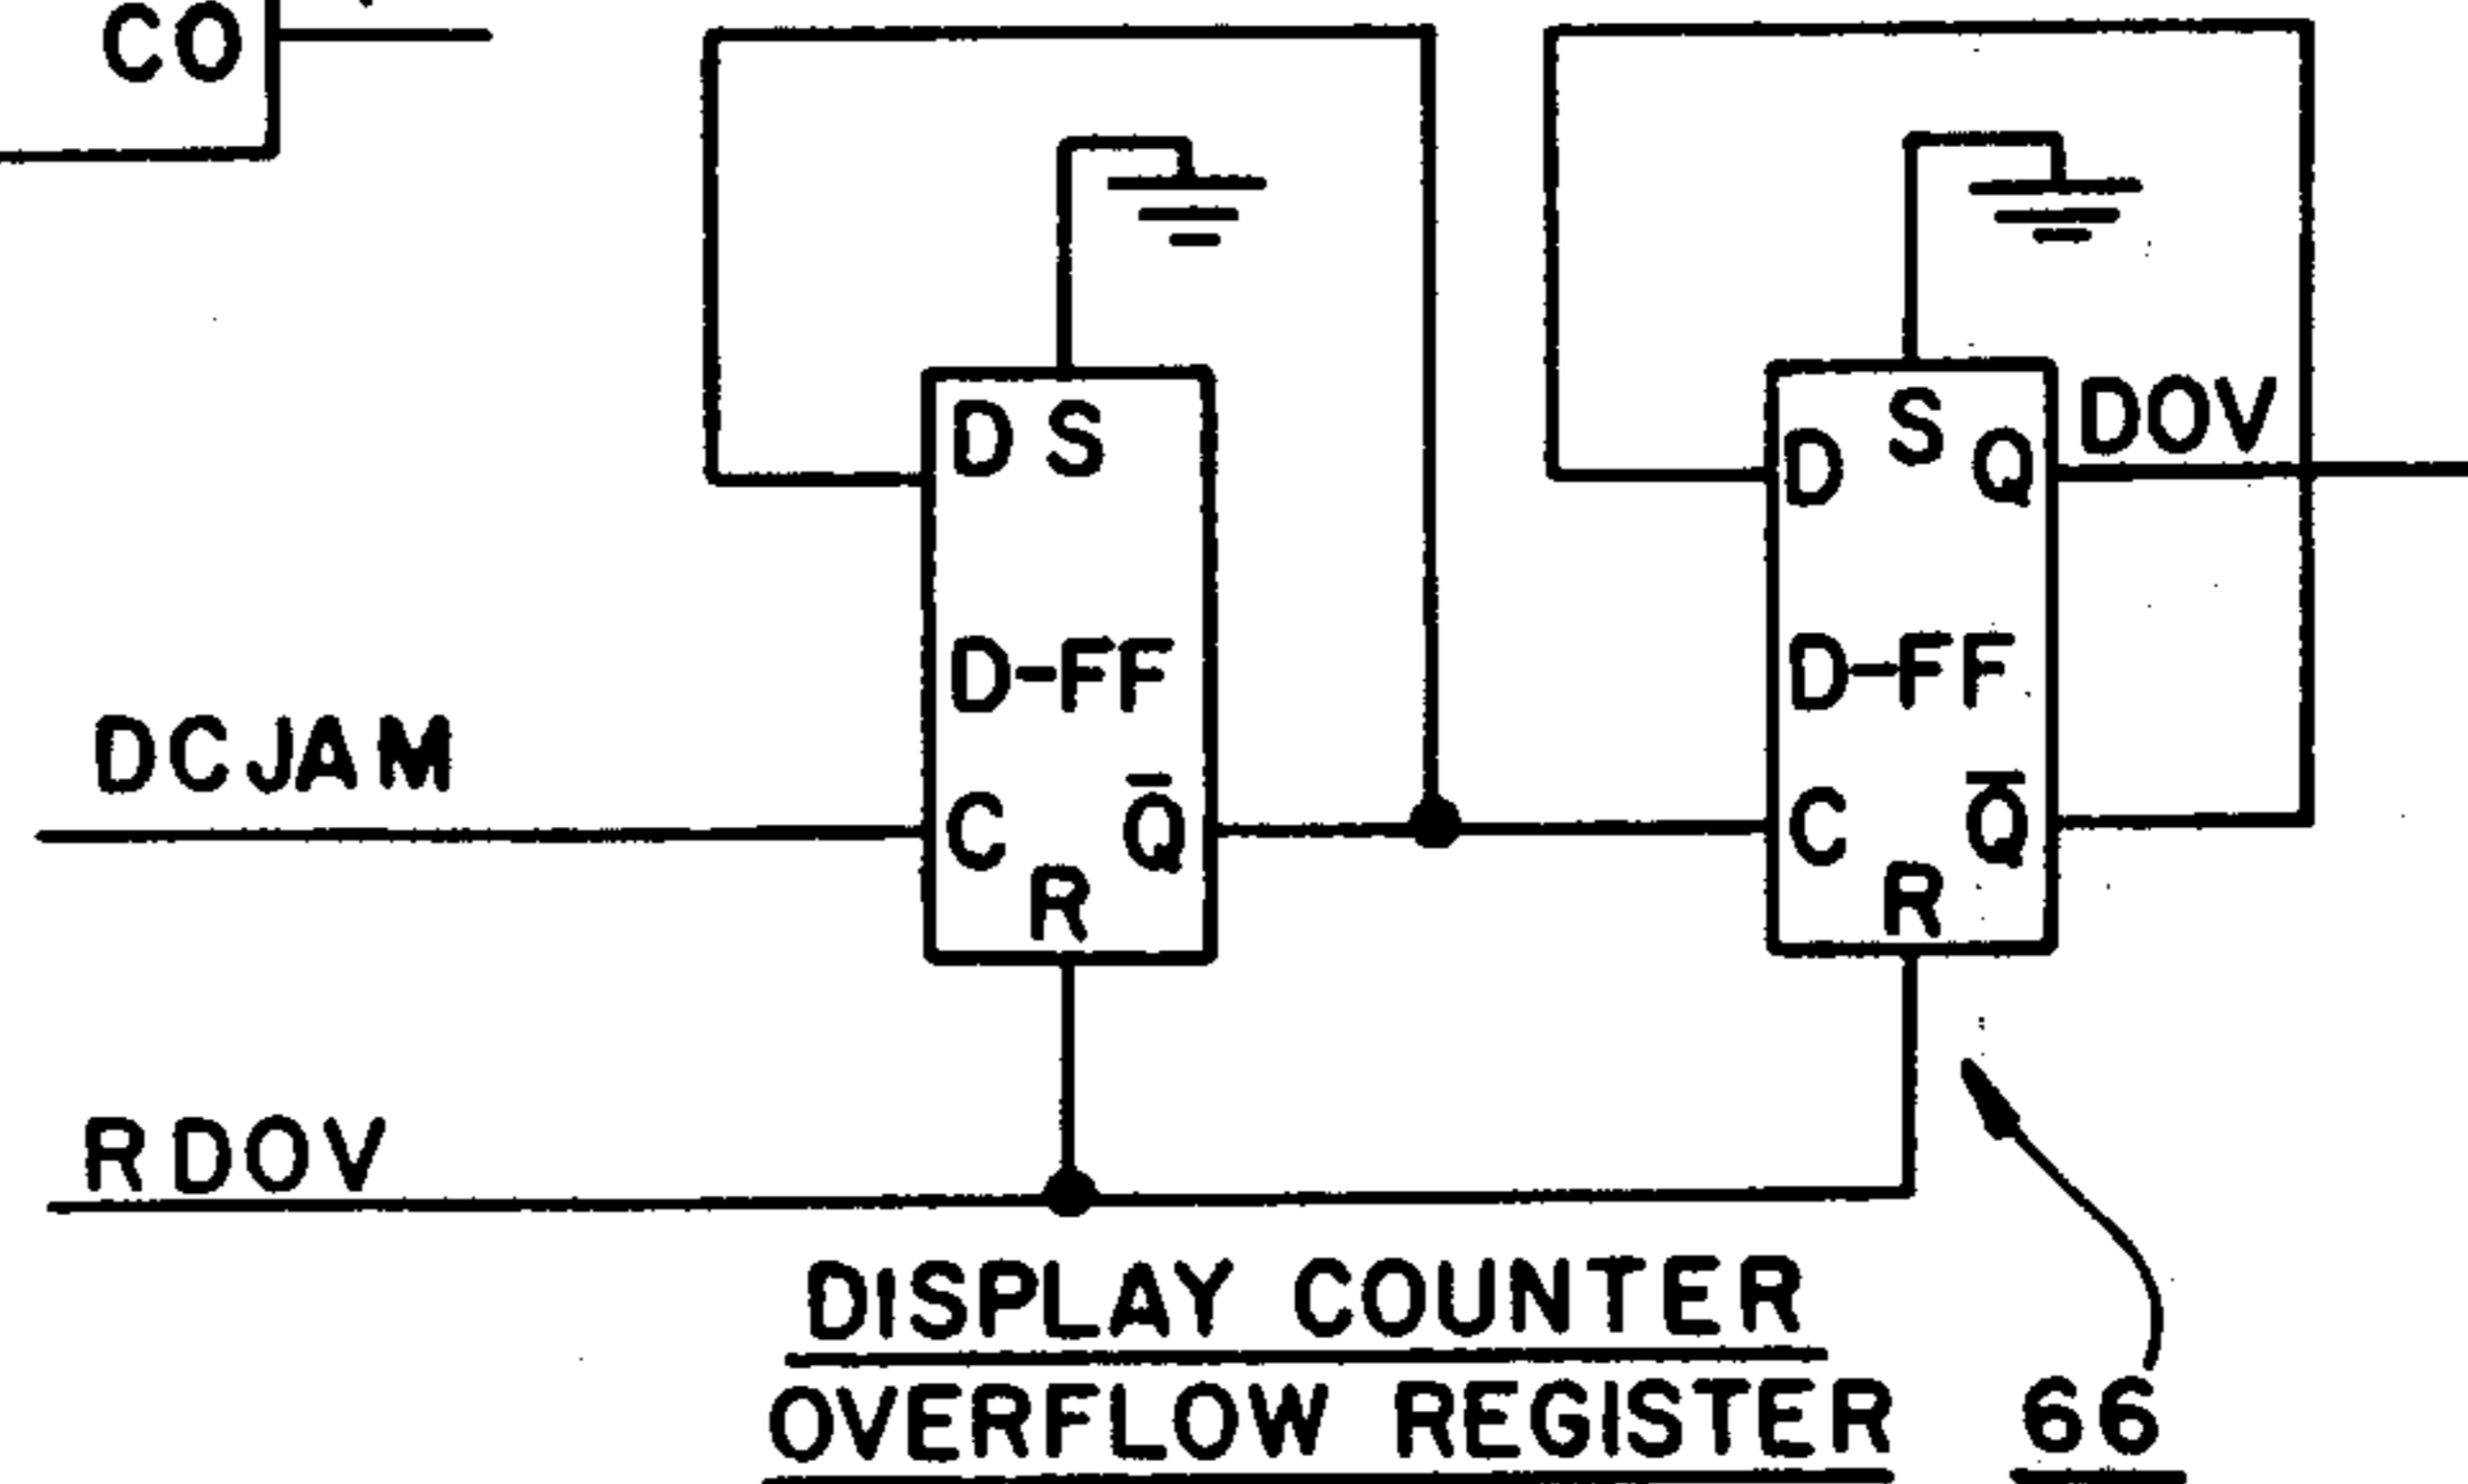 CO
D S
S
D
Q
DOV
D-FF
D-FF
DCJAM
C
Q̅
C
Q̅
R
R
RDOV
DISPLAY COUNTER
OVERFLOW REGISTER 66